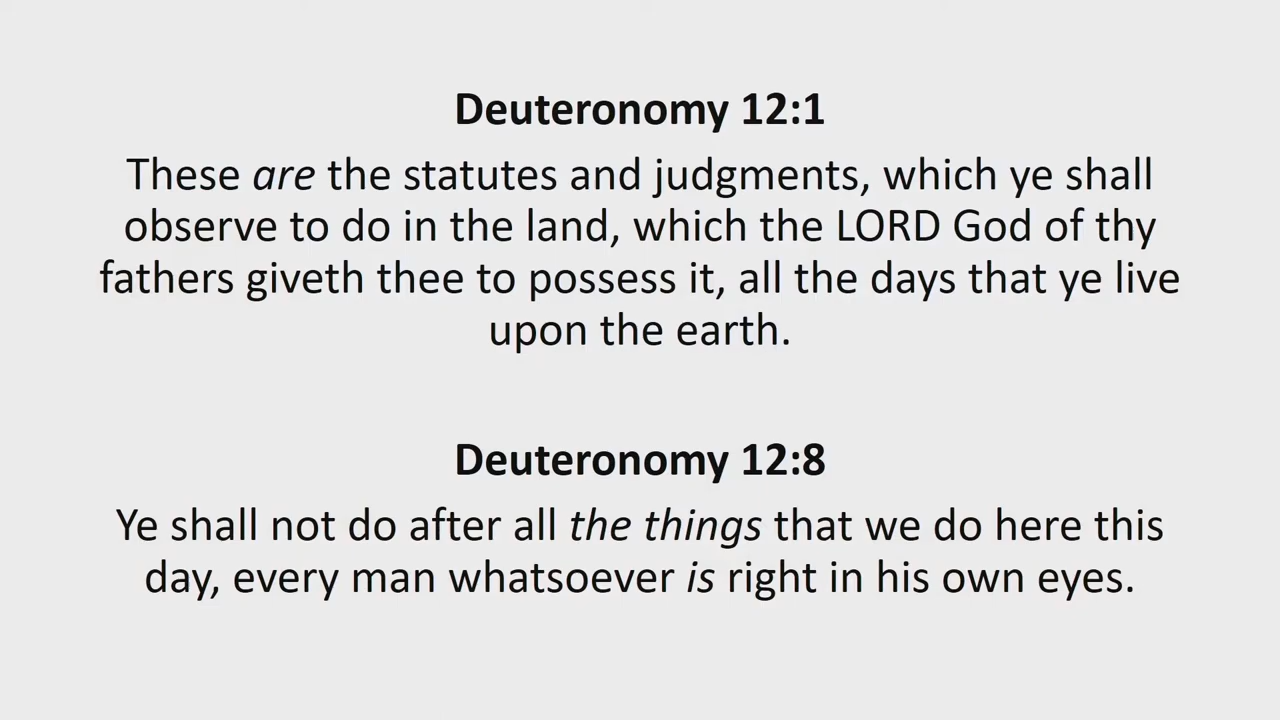 Deuteronomy 12:1
These are the statutes and judgments, which ye shall
observe to do in the land, which the LORD God of thy
fathers giveth thee to possess it, all the days that ye live
upon the earth.
Deuteronomy 12:8
Ye shall not do after all the things that we do here this
day, every man whatsoever is right in his own eyes.